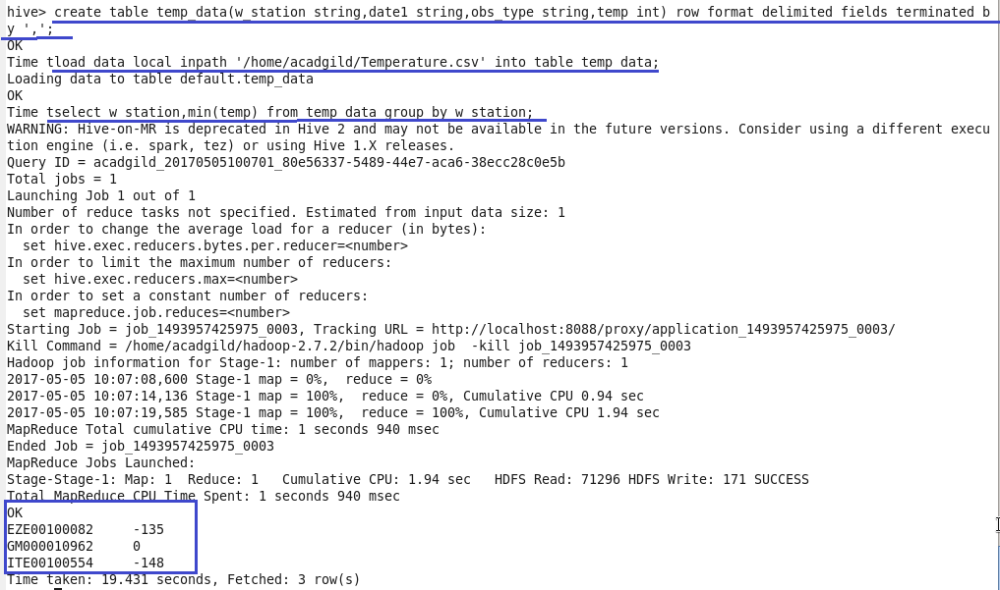 hive> create table temp_data(w_station string,date1 string,obs_type string,temp int) row format delimited fields terminated b
y ',';
OK
Time tload data local inpath '/home/acadgild/Temperature.csv' into table temp_data;
Loading data to table default.temp_data
OK
Time tselect w_station,min(temp) from temp_data group by w_station;
WARNING: Hive-on-MR is deprecated in Hive 2 and may not be available in the future versions. Consider using a different execu
tion engine (i.e. spark, tez) or using Hive 1.X releases.
Query ID = acadgild_20170505100701_80e56337-5489-44e7-aca6-38ecc28c0e5b
Total jobs = 1
Launching Job 1 out of 1
Number of reduce tasks not specified. Estimated from input data size: 1
In order to change the average load for a reducer (in bytes):
  set hive.exec.reducers.bytes.per.reducer=<number>
In order to limit the maximum number of reducers:
  set hive.exec.reducers.max=<number>
In order to set a constant number of reducers:
  set mapreduce.job.reduces=<number>
Starting Job = job_1493957425975_0003, Tracking URL = http://localhost:8088/proxy/application_1493957425975_0003/
Kill Command = /home/acadgild/hadoop-2.7.2/bin/hadoop job  -kill job_1493957425975_0003
Hadoop job information for Stage-1: number of mappers: 1; number of reducers: 1
2017-05-05 10:07:08,600 Stage-1 map = 0%,  reduce = 0%
2017-05-05 10:07:14,136 Stage-1 map = 100%,  reduce = 0%, Cumulative CPU 0.94 sec
2017-05-05 10:07:19,585 Stage-1 map = 100%,  reduce = 100%, Cumulative CPU 1.94 sec
MapReduce Total cumulative CPU time: 1 seconds 940 msec
Ended Job = job_1493957425975_0003
MapReduce Jobs Launched:
Stage-Stage-1: Map: 1  Reduce: 1   Cumulative CPU: 1.94 sec   HDFS Read: 71296 HDFS Write: 171 SUCCESS
Total MapReduce CPU Time Spent: 1 seconds 940 msec
OK
EZE00100082     -135
GM000010962     0
ITE00100554     -148
Time taken: 19.431 seconds, Fetched: 3 row(s)